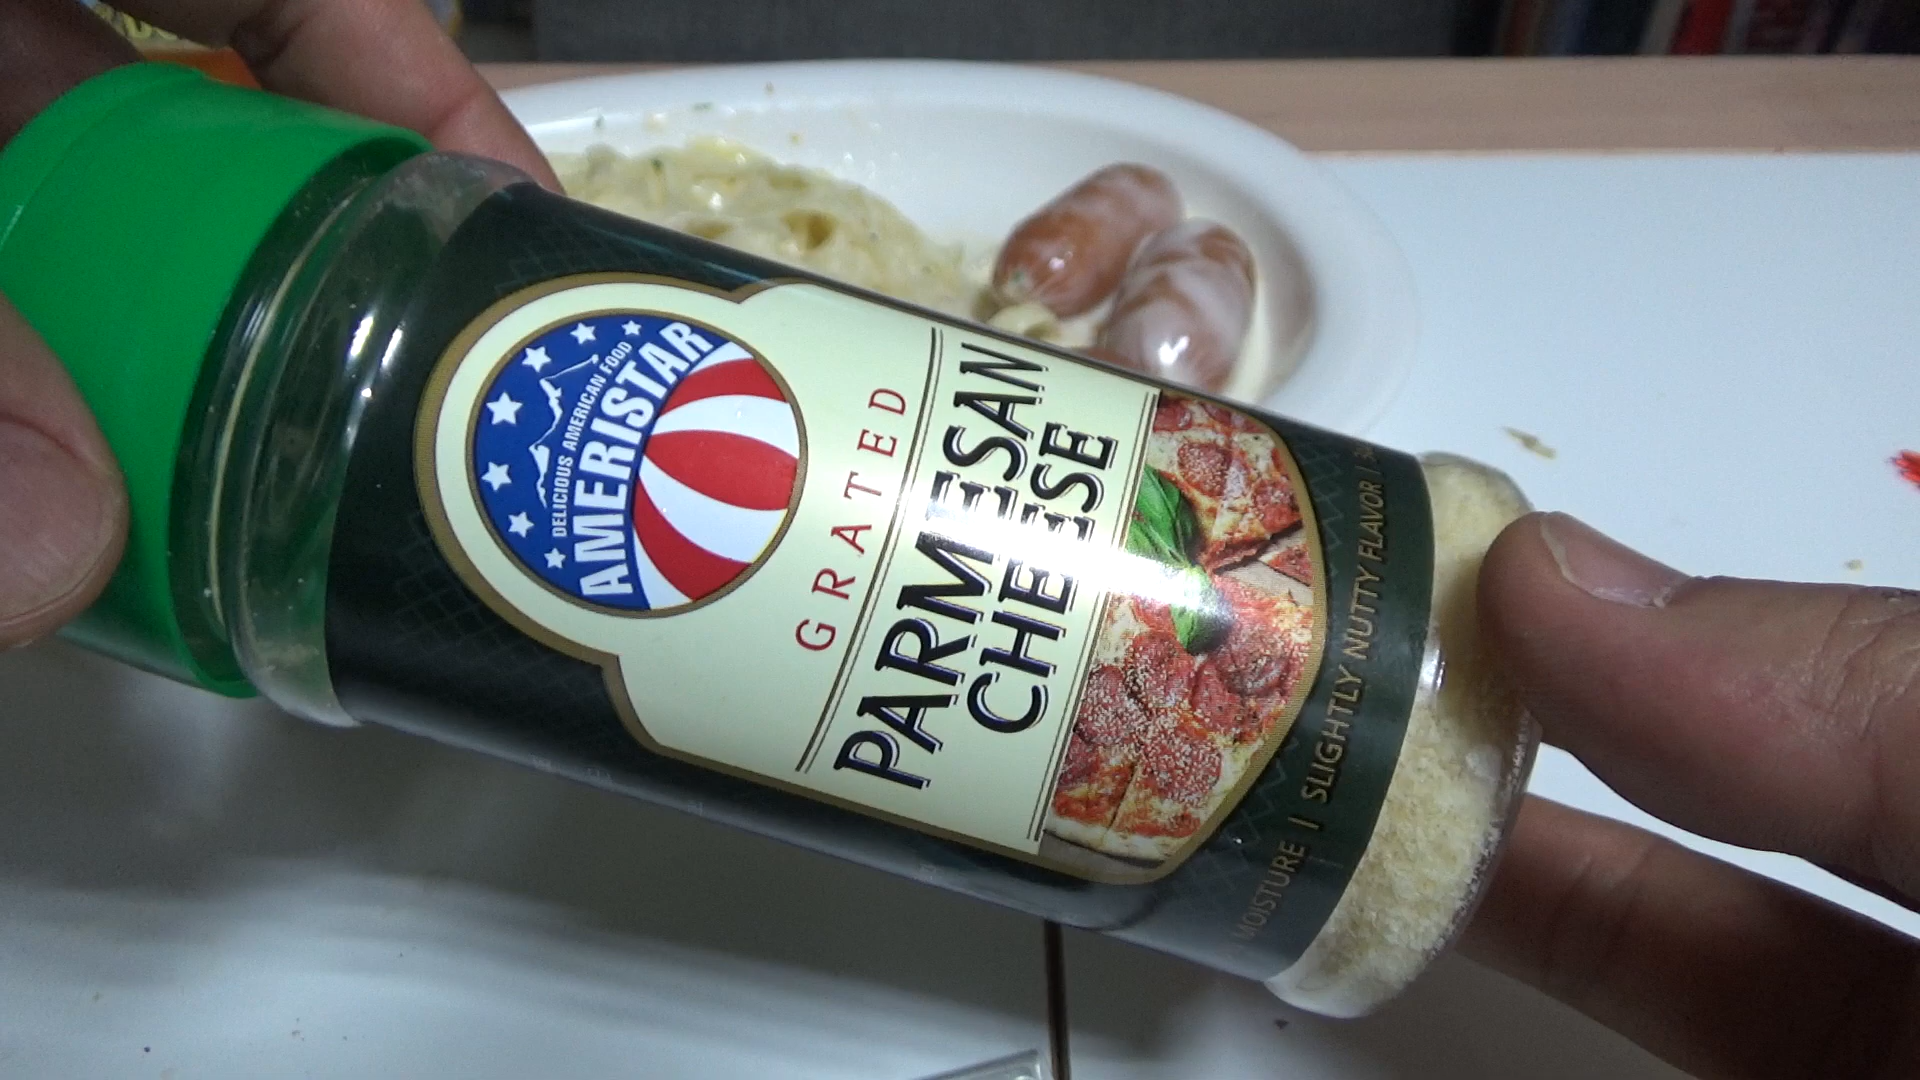 DELICIOUS AMERICAN FOOD
AMERISTAR
GRATED
PARMESAN
CHEESE
MOISTURE | SLIGHTLY NUTTY FLAVOR |